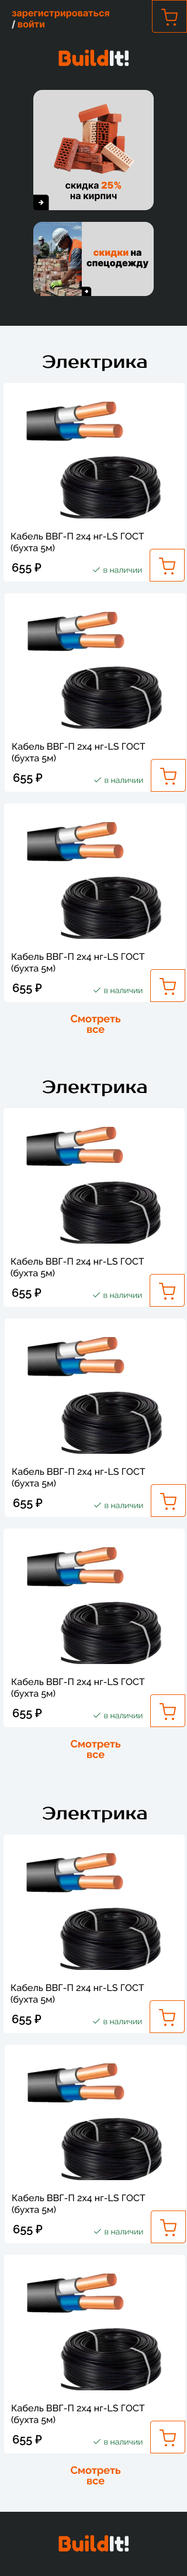 зарегистрироваться
/ войти
BuildIt!
скидка 25%
на кирпич
скидки на
спецодежду
Электрика
Кабель ВВГ-П 2х4 нг-LS ГОСТ
(бухта 5м)
655 ₽
в наличии
Кабель ВВГ-П 2х4 нг-LS ГОСТ
(бухта 5м)
655 ₽
в наличии
Кабель ВВГ-П 2х4 нг-LS ГОСТ
(бухта 5м)
655 ₽
в наличии
Смотреть
все
Электрика
Кабель ВВГ-П 2х4 нг-LS ГОСТ
(бухта 5м)
655 ₽
в наличии
Кабель ВВГ-П 2х4 нг-LS ГОСТ
(бухта 5м)
655 ₽
в наличии
Кабель ВВГ-П 2х4 нг-LS ГОСТ
(бухта 5м)
655 ₽
в наличии
Смотреть
все
Электрика
Кабель ВВГ-П 2х4 нг-LS ГОСТ
(бухта 5м)
655 ₽
в наличии
Кабель ВВГ-П 2х4 нг-LS ГОСТ
(бухта 5м)
655 ₽
в наличии
Кабель ВВГ-П 2х4 нг-LS ГОСТ
(бухта 5м)
655 ₽
в наличии
Смотреть
все
BuildIt!